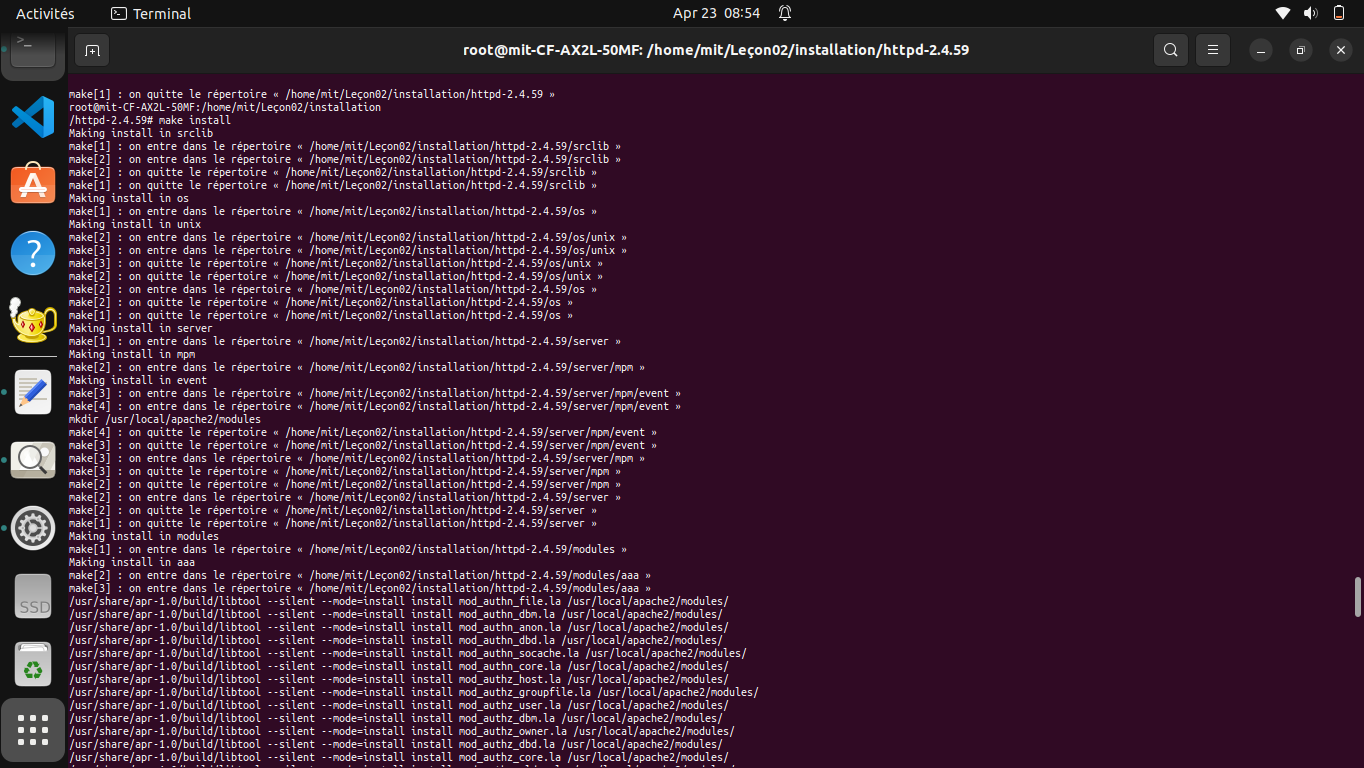 Activités
Terminal
Apr 23 08:54
root@mit-CF-AX2L-50MF: /home/mit/Leçon02/installation/httpd-2.4.59
make[1] : on quitte le répertoire « /home/mit/Leçon02/installation/httpd-2.4.59 »
root@mit-CF-AX2L-50MF:/home/mit/Leçon02/installation
/httpd-2.4.59# make install
Making install in srclib
make[1] : on entre dans le répertoire « /home/mit/Leçon02/installation/httpd-2.4.59/srclib »
make[2] : on entre dans le répertoire « /home/mit/Leçon02/installation/httpd-2.4.59/srclib »
make[2] : on quitte le répertoire « /home/mit/Leçon02/installation/httpd-2.4.59/srclib »
make[1] : on quitte le répertoire « /home/mit/Leçon02/installation/httpd-2.4.59/srclib »
Making install in os
make[1] : on entre dans le répertoire « /home/mit/Leçon02/installation/httpd-2.4.59/os »
Making install in unix
make[2] : on entre dans le répertoire « /home/mit/Leçon02/installation/httpd-2.4.59/os/unix »
make[3] : on entre dans le répertoire « /home/mit/Leçon02/installation/httpd-2.4.59/os/unix »
make[3] : on quitte le répertoire « /home/mit/Leçon02/installation/httpd-2.4.59/os/unix »
make[2] : on quitte le répertoire « /home/mit/Leçon02/installation/httpd-2.4.59/os/unix »
make[2] : on entre dans le répertoire « /home/mit/Leçon02/installation/httpd-2.4.59/os »
make[2] : on quitte le répertoire « /home/mit/Leçon02/installation/httpd-2.4.59/os »
make[1] : on quitte le répertoire « /home/mit/Leçon02/installation/httpd-2.4.59/os »
Making install in server
make[1] : on entre dans le répertoire « /home/mit/Leçon02/installation/httpd-2.4.59/server »
Making install in mpm
make[2] : on entre dans le répertoire « /home/mit/Leçon02/installation/httpd-2.4.59/server/mpm »
Making install in event
make[3] : on entre dans le répertoire « /home/mit/Leçon02/installation/httpd-2.4.59/server/mpm/event »
make[4] : on entre dans le répertoire « /home/mit/Leçon02/installation/httpd-2.4.59/server/mpm/event »
mkdir /usr/local/apache2/modules
make[4] : on quitte le répertoire « /home/mit/Leçon02/installation/httpd-2.4.59/server/mpm/event »
make[3] : on quitte le répertoire « /home/mit/Leçon02/installation/httpd-2.4.59/server/mpm/event »
make[3] : on entre dans le répertoire « /home/mit/Leçon02/installation/httpd-2.4.59/server/mpm »
make[3] : on quitte le répertoire « /home/mit/Leçon02/installation/httpd-2.4.59/server/mpm »
make[2] : on quitte le répertoire « /home/mit/Leçon02/installation/httpd-2.4.59/server/mpm »
make[2] : on entre dans le répertoire « /home/mit/Leçon02/installation/httpd-2.4.59/server »
make[2] : on quitte le répertoire « /home/mit/Leçon02/installation/httpd-2.4.59/server »
make[1] : on quitte le répertoire « /home/mit/Leçon02/installation/httpd-2.4.59/server »
Making install in modules
make[1] : on entre dans le répertoire « /home/mit/Leçon02/installation/httpd-2.4.59/modules »
Making install in aaa
make[2] : on entre dans le répertoire « /home/mit/Leçon02/installation/httpd-2.4.59/modules/aaa »
make[3] : on entre dans le répertoire « /home/mit/Leçon02/installation/httpd-2.4.59/modules/aaa »
/usr/share/apr-1.0/build/libtool --silent --mode=install install mod_authn_file.la /usr/local/apache2/modules/
/usr/share/apr-1.0/build/libtool --silent --mode=install install mod_authn_dbm.la /usr/local/apache2/modules/
/usr/share/apr-1.0/build/libtool --silent --mode=install install mod_authn_anon.la /usr/local/apache2/modules/
/usr/share/apr-1.0/build/libtool --silent --mode=install install mod_authn_dbd.la /usr/local/apache2/modules/
/usr/share/apr-1.0/build/libtool --silent --mode=install install mod_authn_socache.la /usr/local/apache2/modules/
/usr/share/apr-1.0/build/libtool --silent --mode=install install mod_authn_core.la /usr/local/apache2/modules/
/usr/share/apr-1.0/build/libtool --silent --mode=install install mod_authz_host.la /usr/local/apache2/modules/
/usr/share/apr-1.0/build/libtool --silent --mode=install install mod_authz_groupfile.la /usr/local/apache2/modules/
/usr/share/apr-1.0/build/libtool --silent --mode=install install mod_authz_user.la /usr/local/apache2/modules/
/usr/share/apr-1.0/build/libtool --silent --mode=install install mod_authz_dbm.la /usr/local/apache2/modules/
/usr/share/apr-1.0/build/libtool --silent --mode=install install mod_authz_owner.la /usr/local/apache2/modules/
/usr/share/apr-1.0/build/libtool --silent --mode=install install mod_authz_dbd.la /usr/local/apache2/modules/
/usr/share/apr-1.0/build/libtool --silent --mode=install install mod_authz_core.la /usr/local/apache2/modules/
SSD